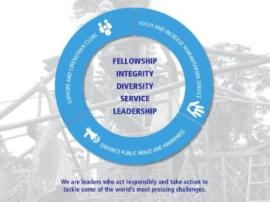 SUPPORT AND STRENGTHEN CLUBS
FOCUS AND INCREASE HUMANITARIAN SERVICE
FELLOWSHIP
INTEGRITY
DIVERSITY
SERVICE
LEADERSHIP
ENHANCE PUBLIC IMAGE AND AWARENESS
We are leaders who act responsibly and take action to
tackle some of the world's most pressing challenges.